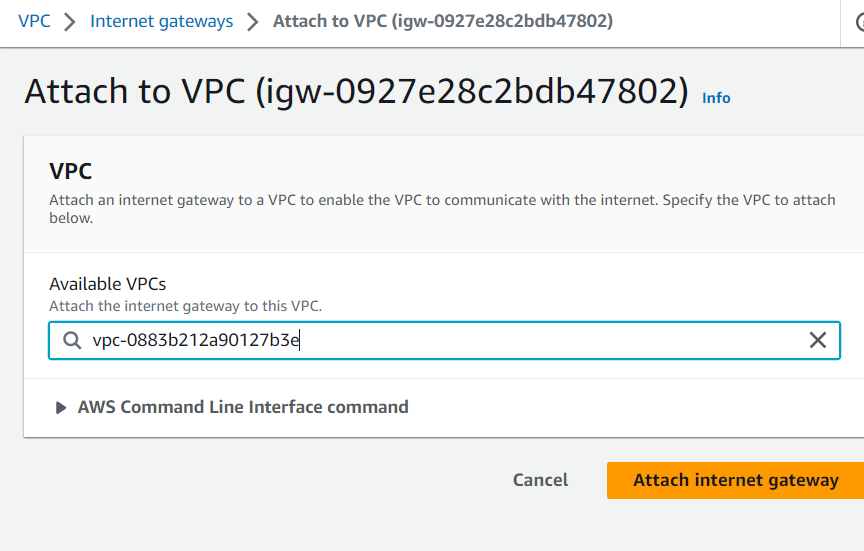 VPC > Internet gateways > Attach to VPC (igw-0927e28c2bdb47802)
Attach to VPC (igw-0927e28c2bdb47802) Info
VPC
Attach an internet gateway to a VPC to enable the VPC to communicate with the internet. Specify the VPC to attach
below.
Available VPCs
Attach the internet gateway to this VPC.
vpc-0883b212a90127b3e
AWS Command Line Interface command
Cancel Attach internet gateway